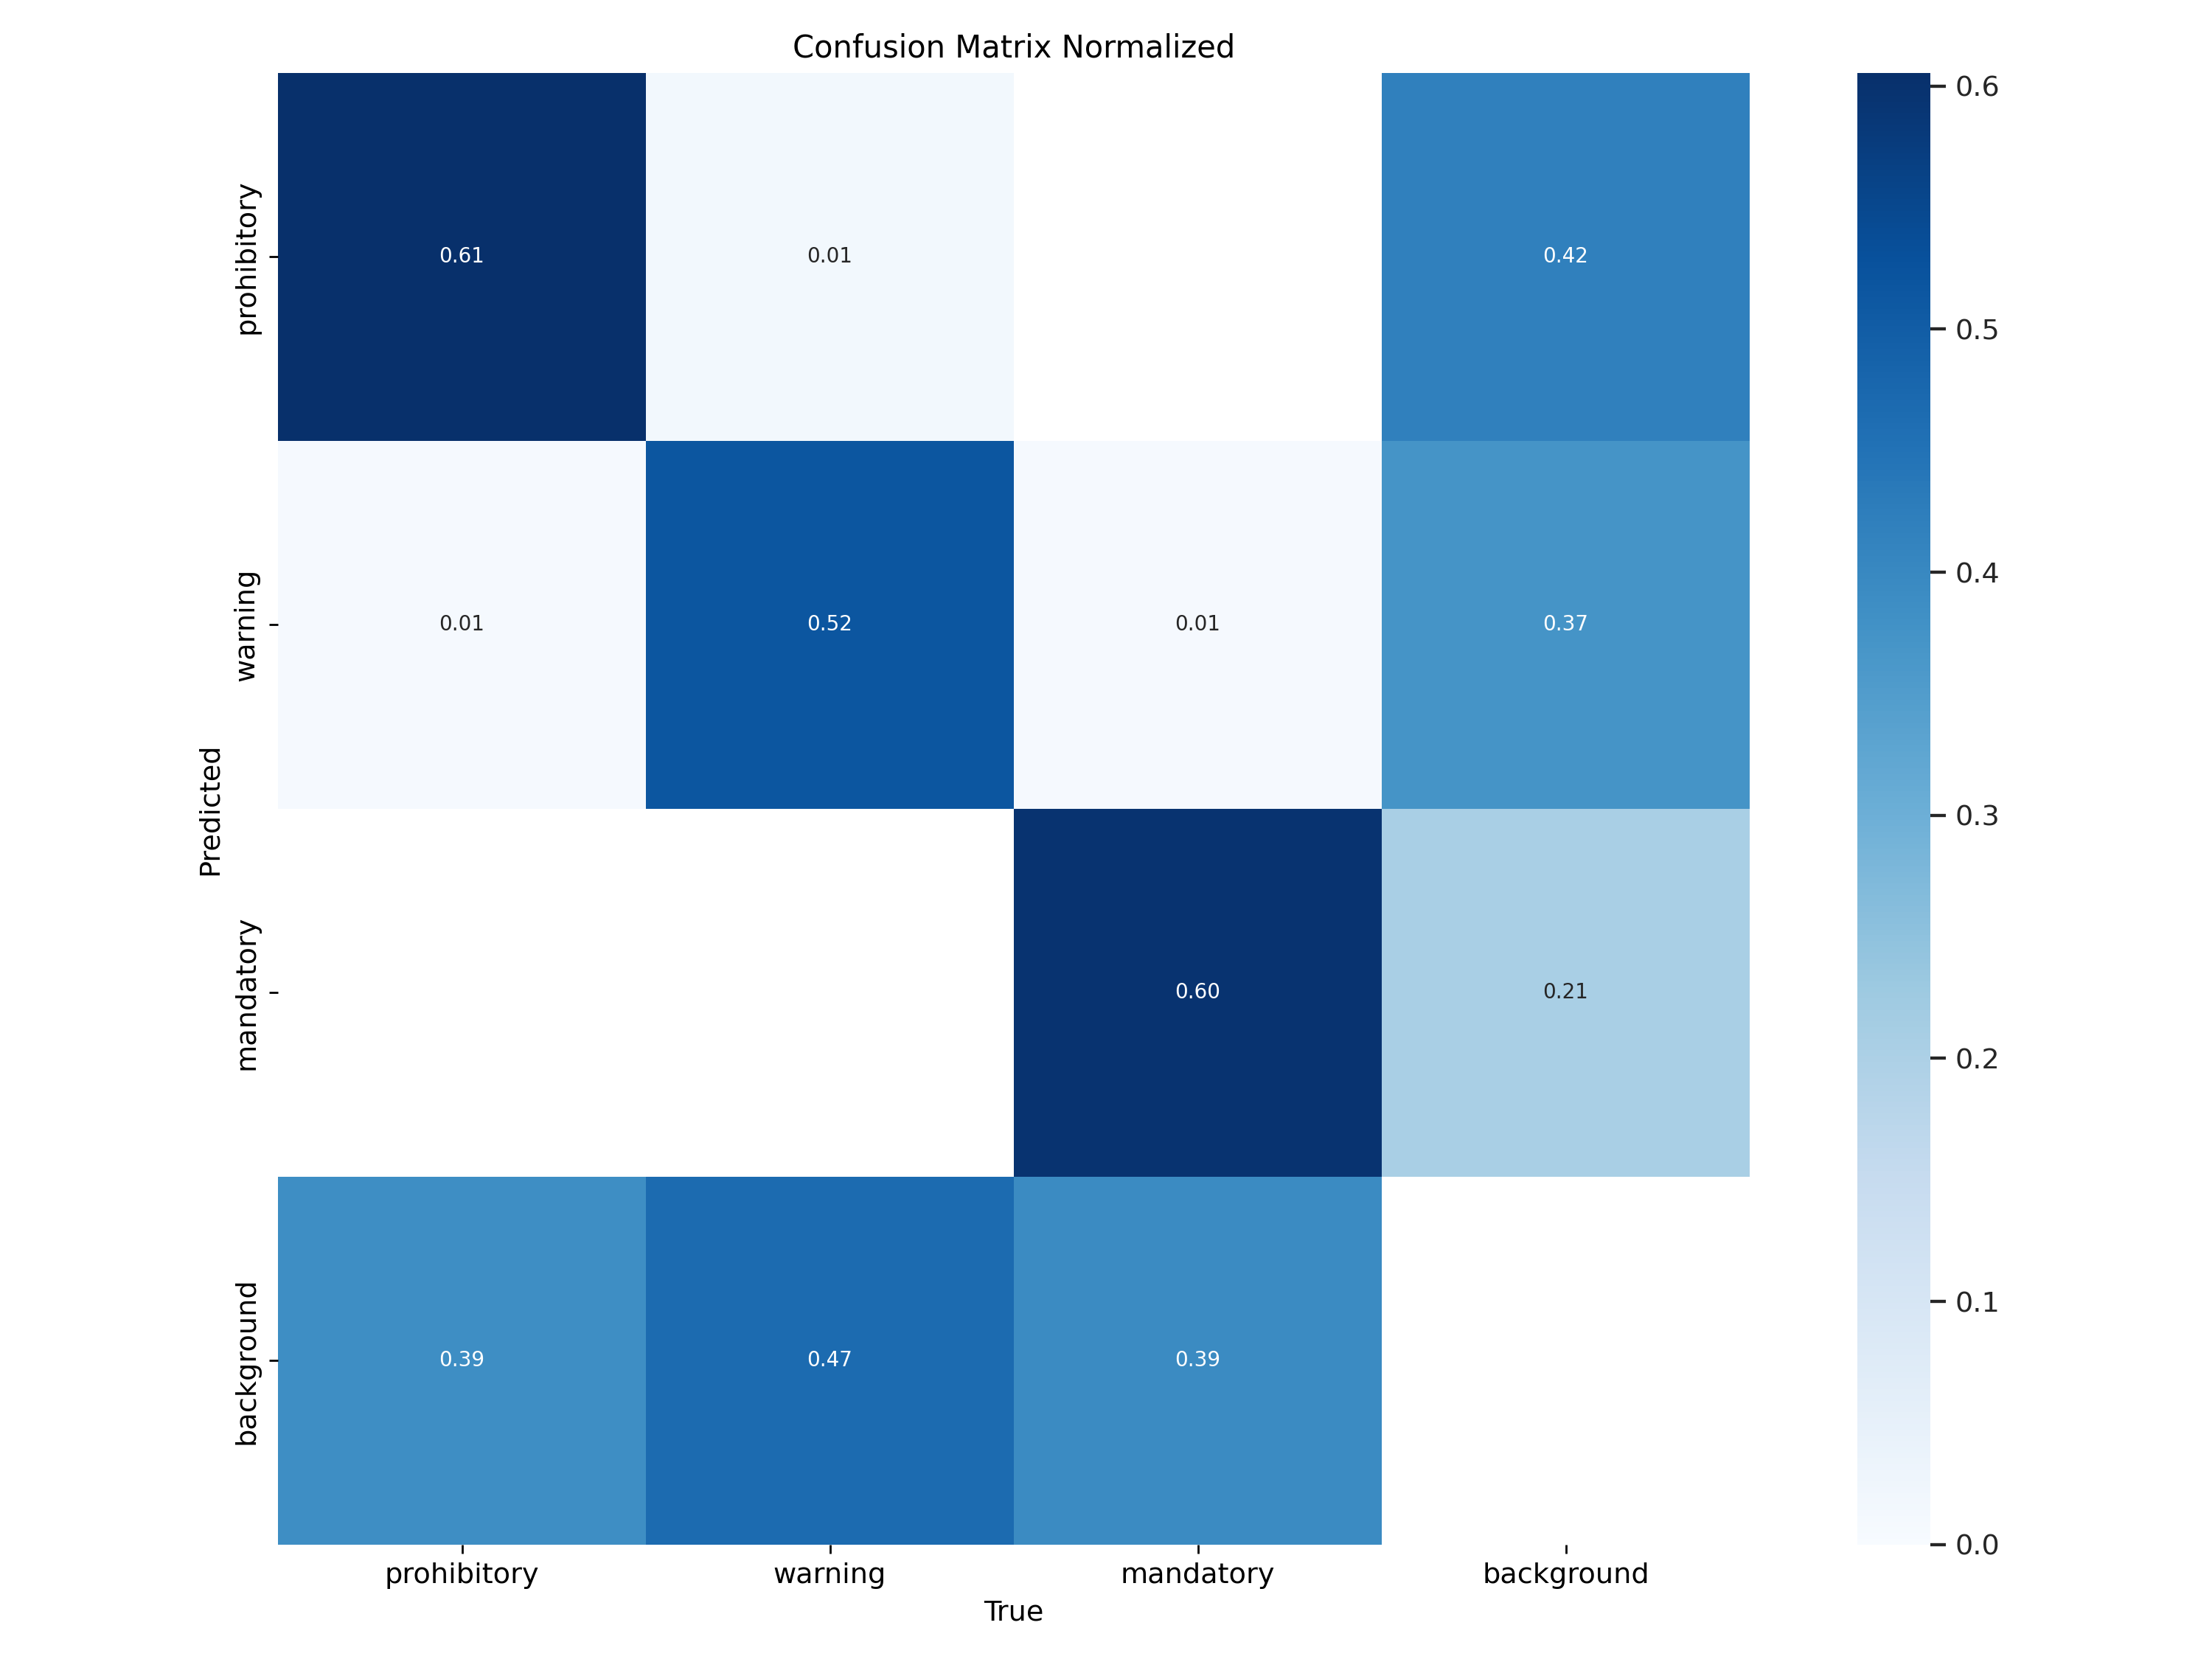 Confusion Matrix Normalized
prohibitory
0.61
0.01
0.42
warning
0.01
0.52
0.01
0.37
mandatory
0.60
0.21
background
0.39
0.47
0.39
Predicted
prohibitory
warning
mandatory
background
True
0.6
0.5
0.4
0.3
0.2
0.1
0.0